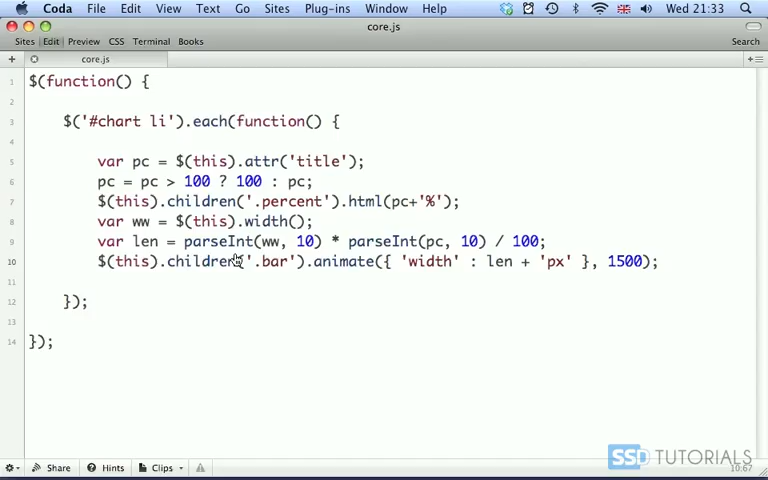 Coda File Edit View Text Go Sites Plug-ins Window Help Wed 21:33
core.js
Sites Edit Preview CSS Terminal Books Search
core.js
1 $(function() {
2
3 $('#chart li').each(function() {
4
5 var pc = $(this).attr('title');
6 pc = pc > 100 ? 100 : pc;
7 $(this).children('.percent').html(pc+'%');
8 var ww = $(this).width();
9 var len = parseInt(ww, 10) * parseInt(pc, 10) / 100;
10 $(this).children('.bar').animate({ 'width' : len + 'px' }, 1500);
11
12 });
13
14 });
SSD TUTORIALS
Share Hints Clips 10:67